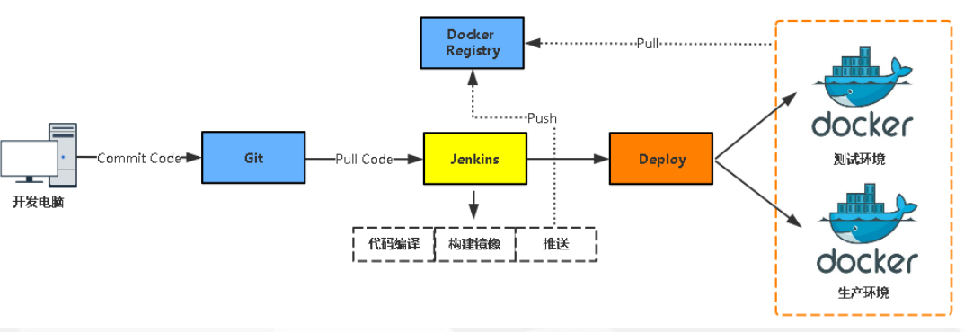 Docker
Registry
Pull
Push
docker
测试环境
Commit Code
Git
Pull Code
Jenkins
Deploy
开发电脑
代码编译
构建镜像
推送
docker
生产环境